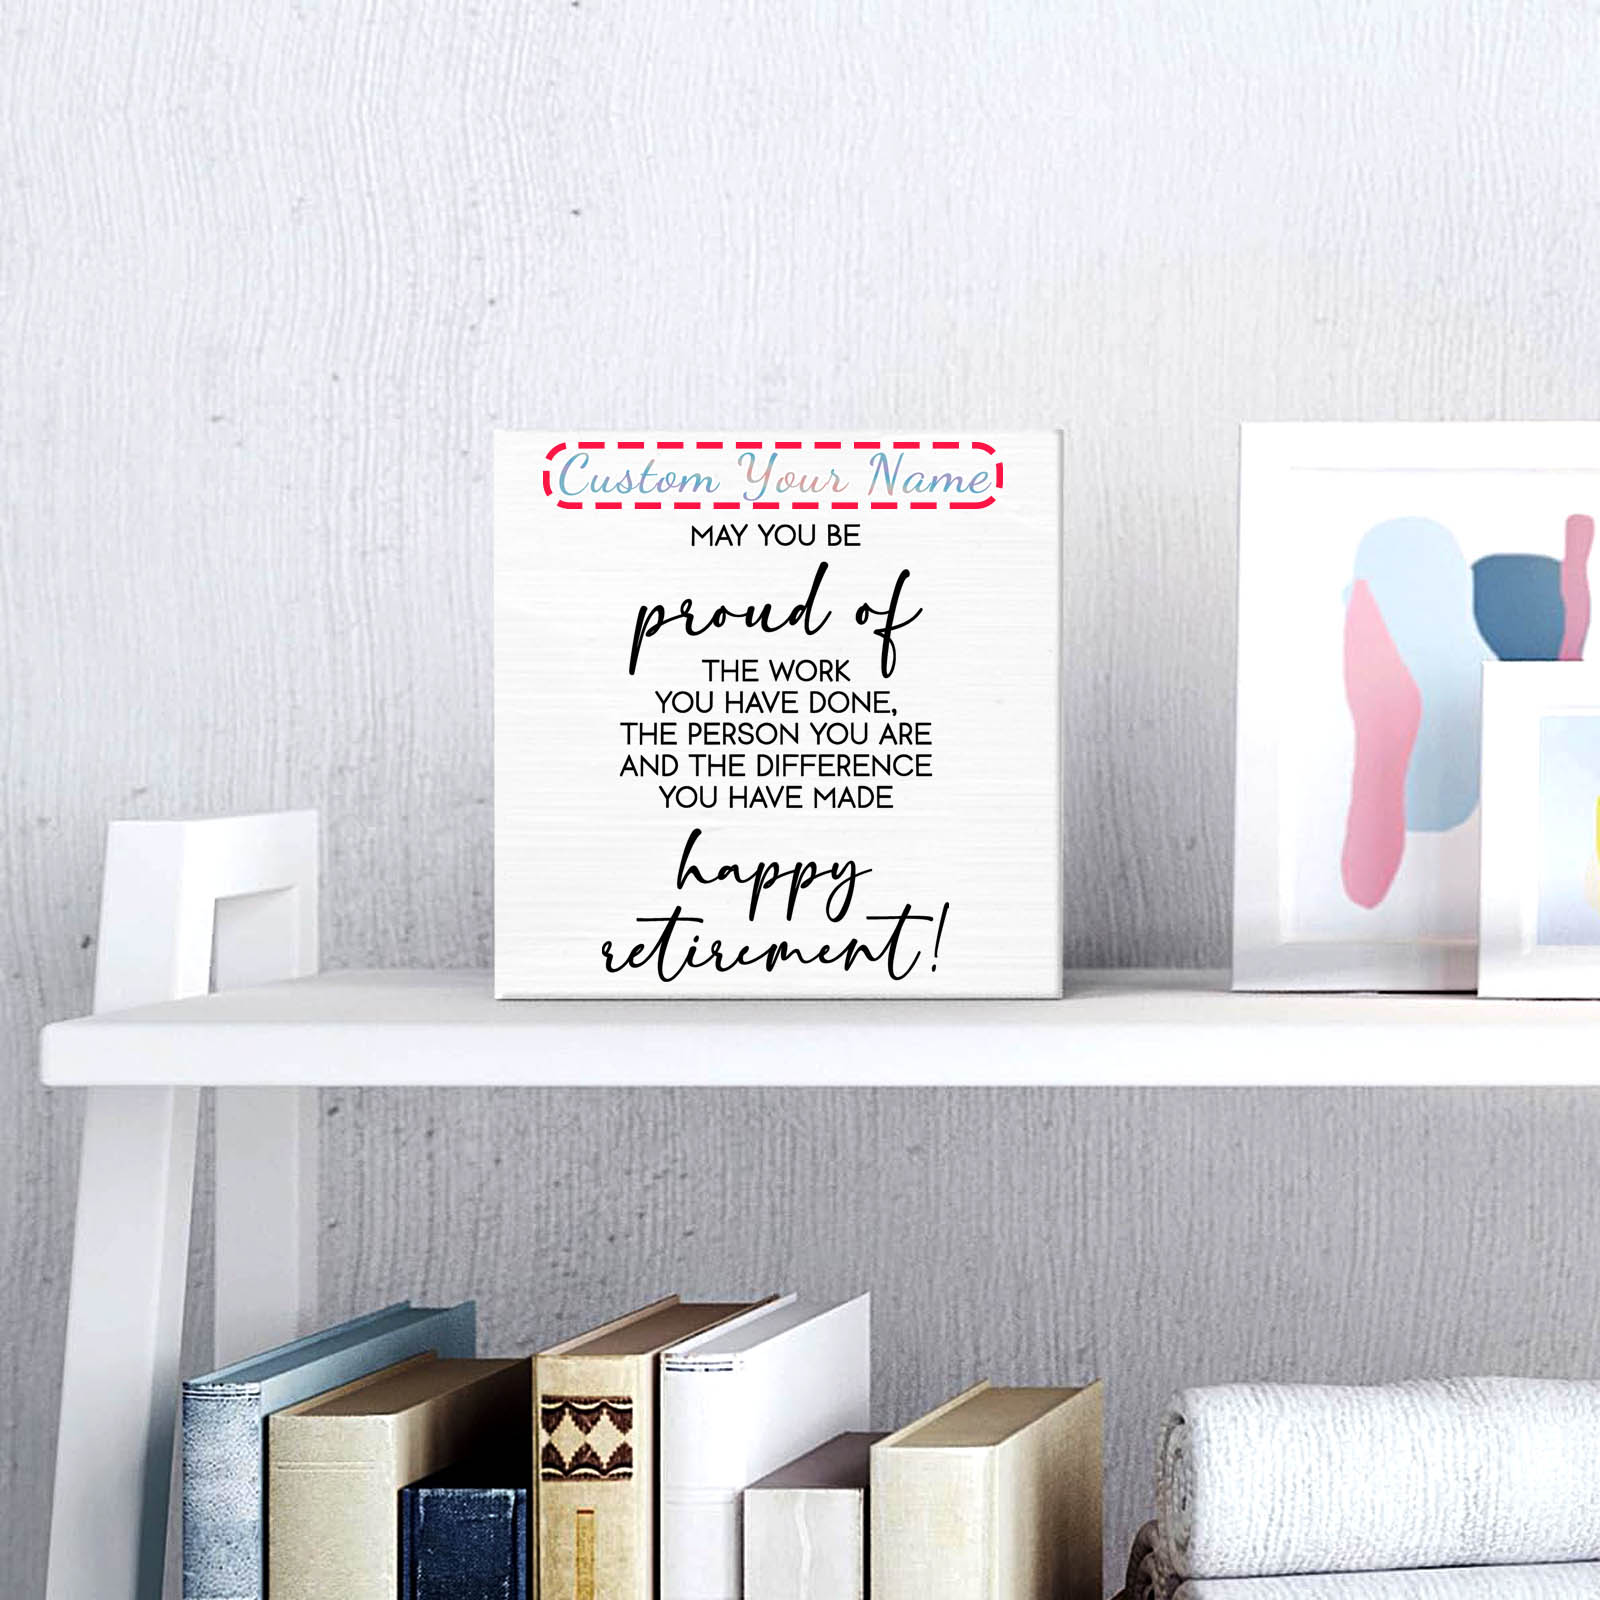 Custom Your Name
MAY YOU BE
proud of
THE WORK
YOU HAVE DONE,
THE PERSON YOU ARE
AND THE DIFFERENCE
YOU HAVE MADE
happy
retirement!